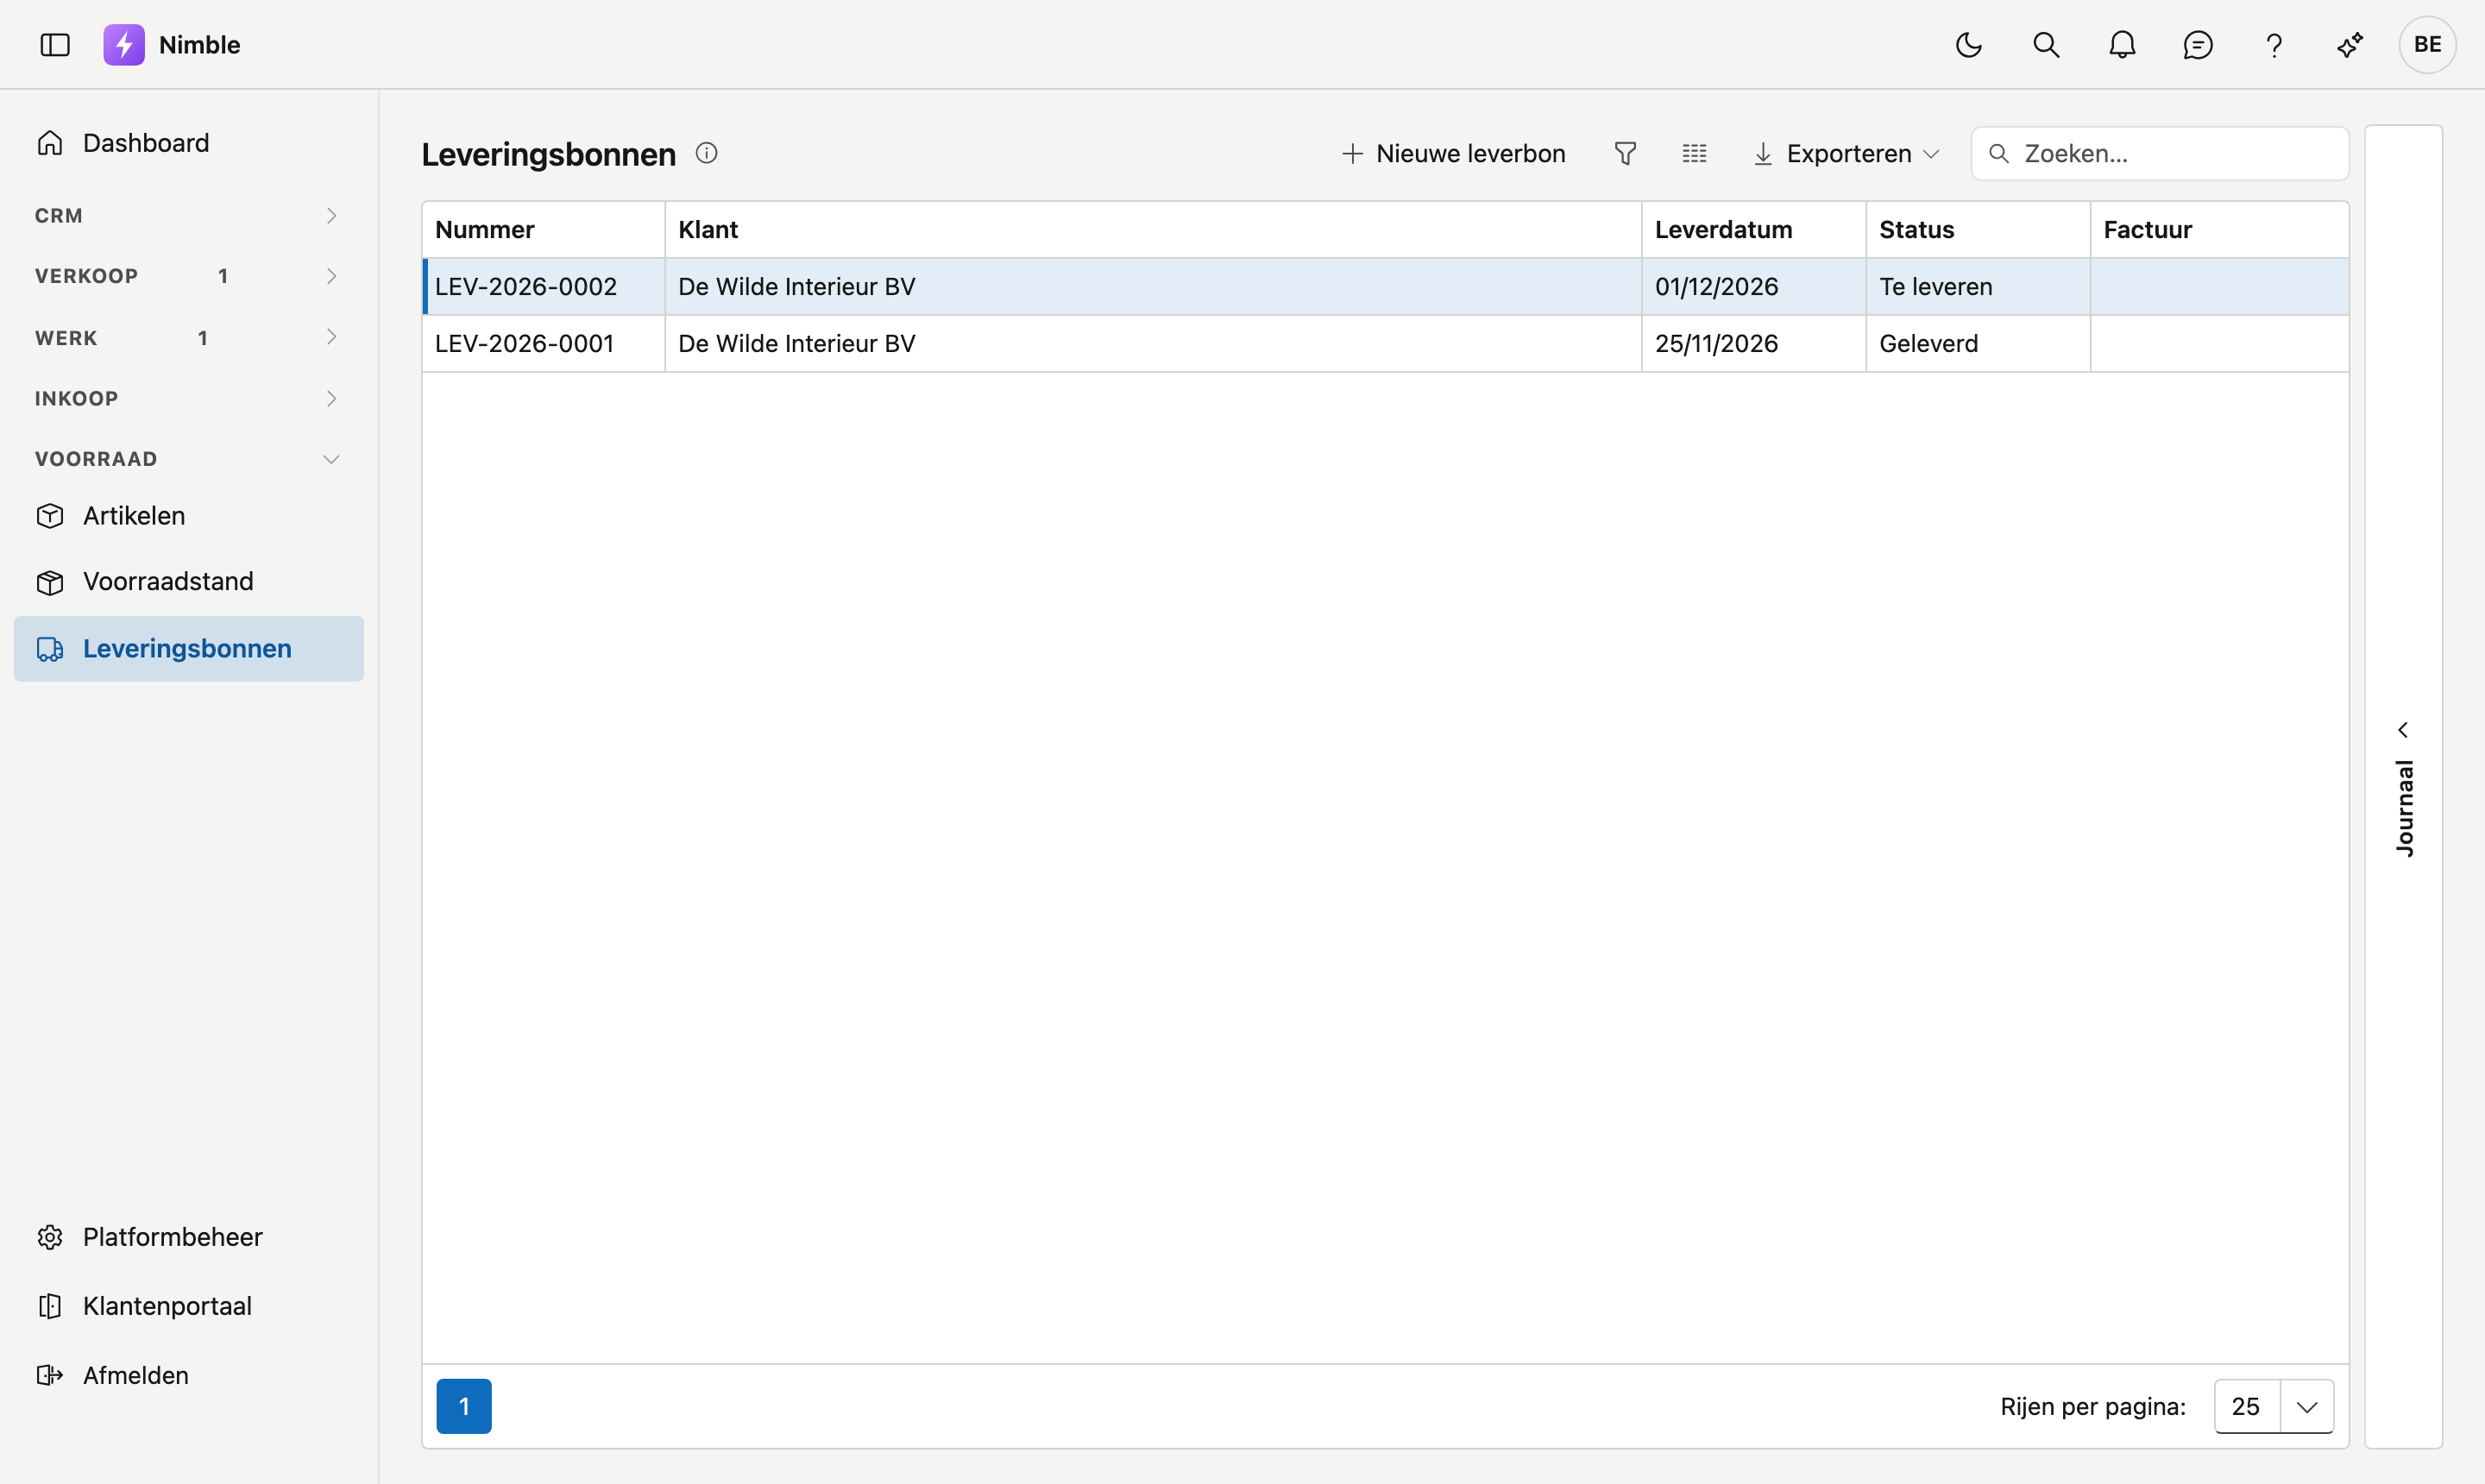 Nimble
BE
Dashboard
CRM
VERKOOP 1
WERK 1
INKOOP
VOORRAAD
Artikelen
Voorraadstand
Leveringsbonnen
Platformbeheer
Klantenportaal
Afmelden
Leveringsbonnen
Nieuwe leverbon
Exporteren
Zoeken...
Nummer Klant Leverdatum Status Factuur
LEV-2026-0002 De Wilde Interieur BV 01/12/2026 Te leveren
LEV-2026-0001 De Wilde Interieur BV 25/11/2026 Geleverd
1
Rijen per pagina: 25
Journaal